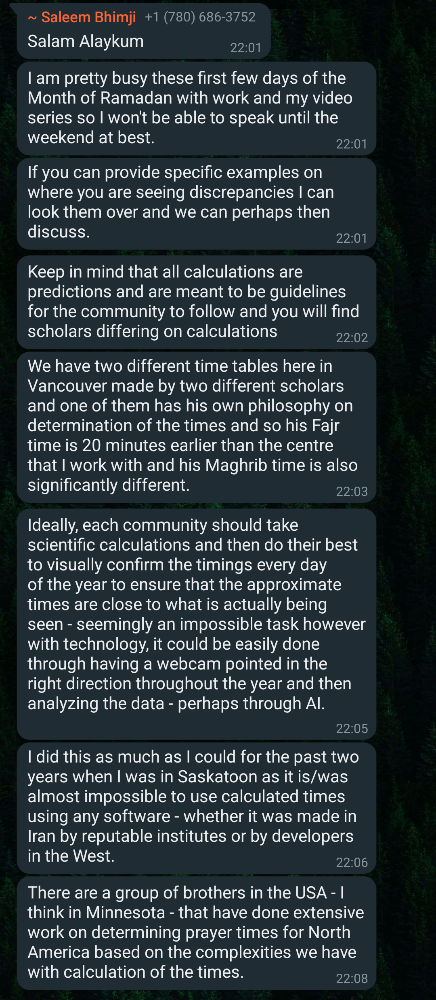 ~ Saleem Bhimji +1 (780) 686-3752
Salam Alaykum
22:01
I am pretty busy these first few days of the
Month of Ramadan with work and my video
series so I won't be able to speak until the
weekend at best.
22:01
If you can provide specific examples on
where you are seeing discrepancies I can
look them over and we can perhaps then
discuss.
22:01
Keep in mind that all calculations are
predictions and are meant to be guidelines
for the community to follow and you will find
scholars differing on calculations
22:02
We have two different time tables here in
Vancouver made by two different scholars
and one of them has his own philosophy on
determination of the times and so his Fajr
time is 20 minutes earlier than the centre
that I work with and his Maghrib time is also
significantly different.
22:03
Ideally, each community should take
scientific calculations and then do their best
to visually confirm the timings every day
of the year to ensure that the approximate
times are close to what is actually being
seen - seemingly an impossible task however
with technology, it could be easily done
through having a webcam pointed in the
right direction throughout the year and then
analyzing the data - perhaps through AI.
22:05
I did this as much as I could for the past two
years when I was in Saskatoon as it is/was
almost impossible to use calculated times
using any software - whether it was made in
Iran by reputable institutes or by developers
in the West.
22:06
There are a group of brothers in the USA - I
think in Minnesota - that have done extensive
work on determining prayer times for North
America based on the complexities we have
with calculation of the times.
22:08